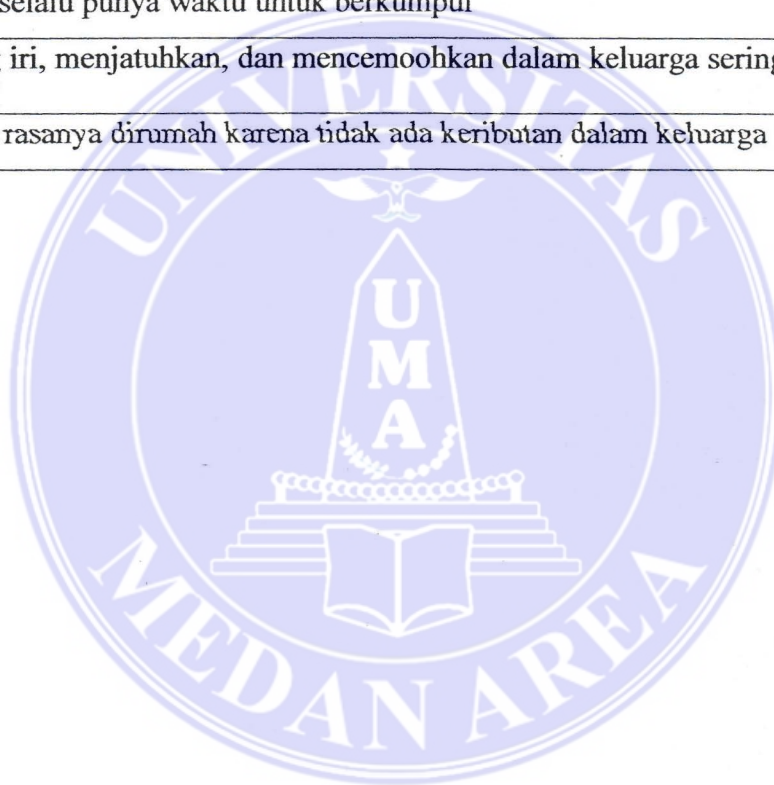 selalu punya waktu untuk berkumpul
iri, menjatuhkan, dan mencemoohkan dalam keluarga sering
rasanya dirumah karena tidak ada keributan dalam keluarga
UNIVERSITAS
UMA
MEDAN AREA